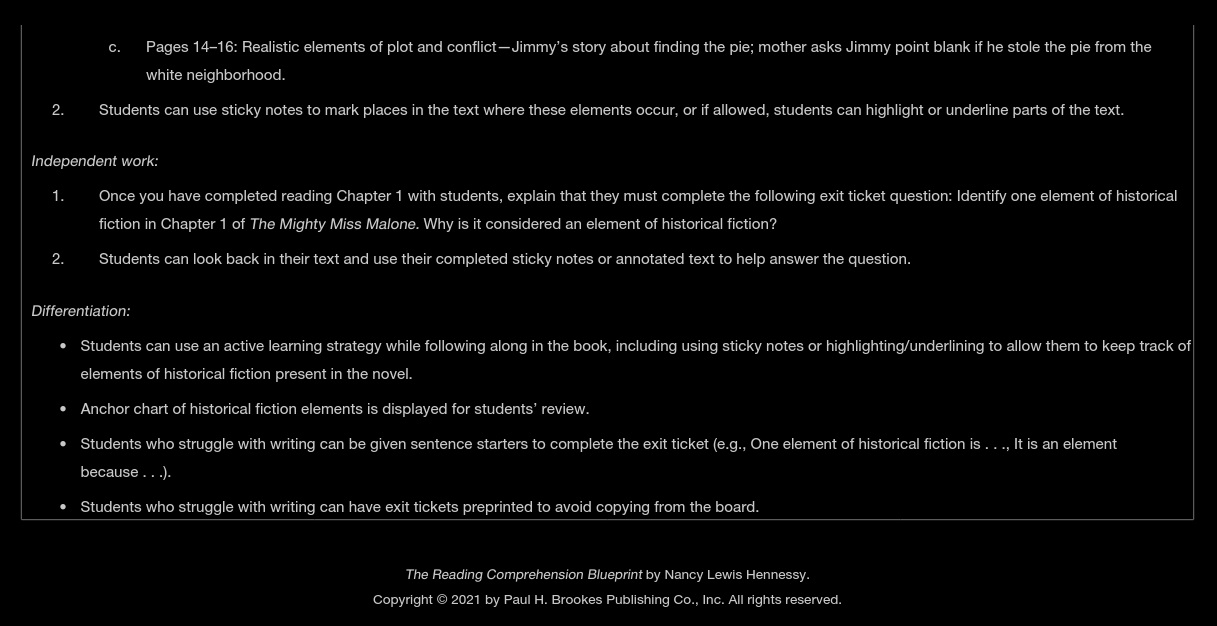 c. Pages 14–16: Realistic elements of plot and conflict—Jimmy’s story about finding the pie; mother asks Jimmy point blank if he stole the pie from the
white neighborhood.
2. Students can use sticky notes to mark places in the text where these elements occur, or if allowed, students can highlight or underline parts of the text.
Independent work:
1. Once you have completed reading Chapter 1 with students, explain that they must complete the following exit ticket question: Identify one element of historical
fiction in Chapter 1 of The Mighty Miss Malone. Why is it considered an element of historical fiction?
2. Students can look back in their text and use their completed sticky notes or annotated text to help answer the question.
Differentiation:
• Students can use an active learning strategy while following along in the book, including using sticky notes or highlighting/underlining to allow them to keep track of
elements of historical fiction present in the novel.
• Anchor chart of historical fiction elements is displayed for students’ review.
• Students who struggle with writing can be given sentence starters to complete the exit ticket (e.g., One element of historical fiction is . . ., It is an element
because . . .).
• Students who struggle with writing can have exit tickets preprinted to avoid copying from the board.
The Reading Comprehension Blueprint by Nancy Lewis Hennessy.
Copyright © 2021 by Paul H. Brookes Publishing Co., Inc. All rights reserved.